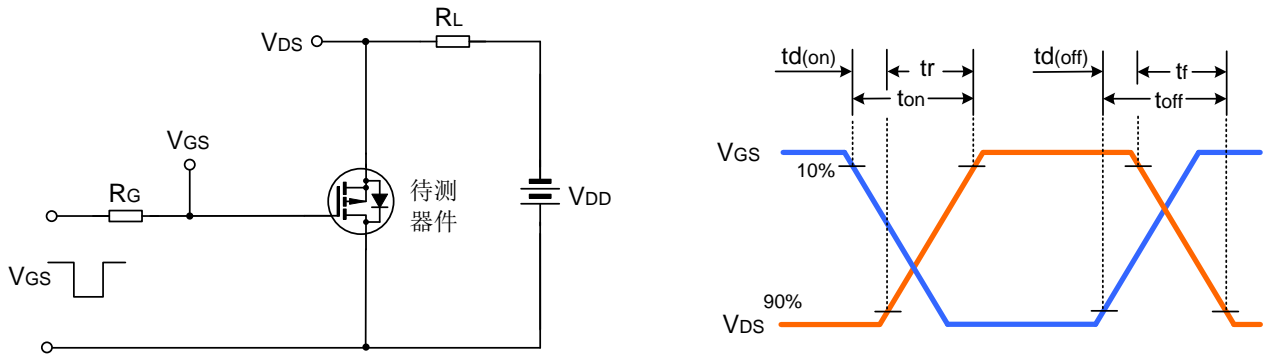 VDS
RL
VGS
RG
待测
器件
VDD
VGS
td(on)
tr
ton
td(off)
tf
toff
VGS
10%
90%
VDS